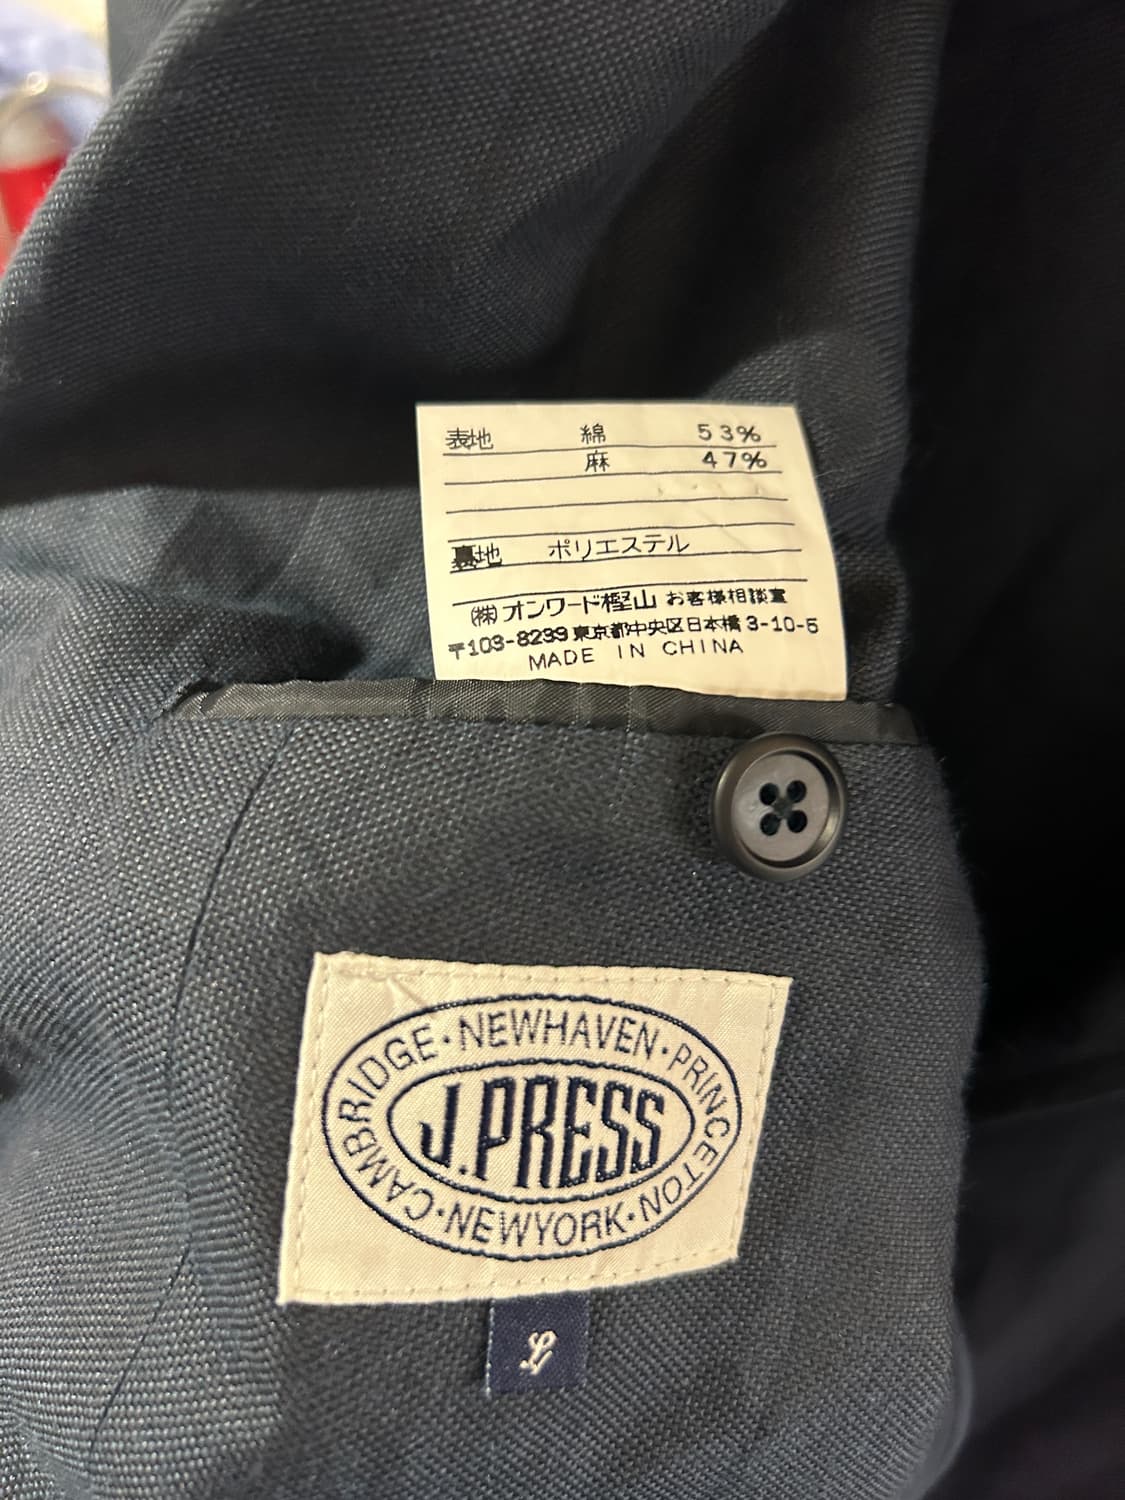 表地 綿 53%
麻 47%
裏地 ポリエステル
㈱オンワード樫山 お客様相談室
〒103-8239 東京都中央区日本橋3-10-5
MADE IN CHINA
CAMBRIDGE・NEWHAVEN・PRINCETON・NEWYORK・
J.PRESS
L